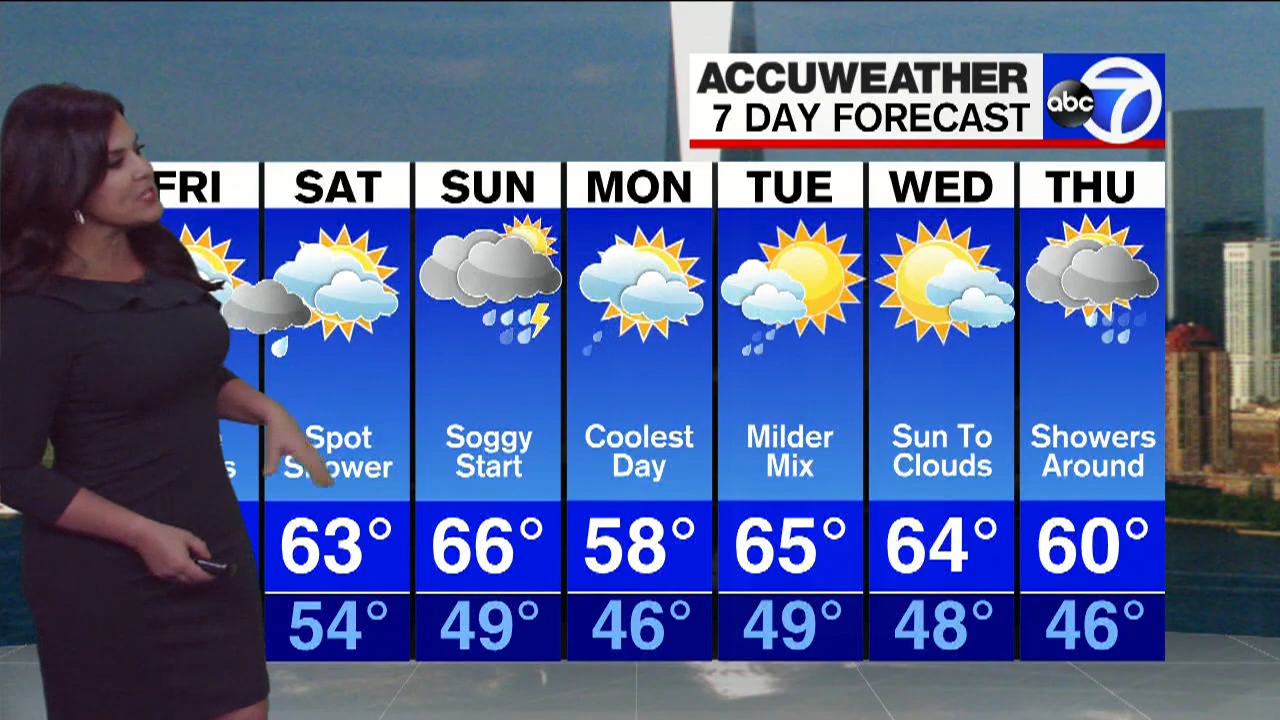 ACCUWEATHER
7 DAY FORECAST
abc 7
FRI SAT SUN MON TUE WED THU
Spot Soggy Coolest Milder Sun To Showers
Shower Start Day Mix Clouds Around
63° 66° 58° 65° 64° 60°
54° 49° 46° 49° 48° 46°